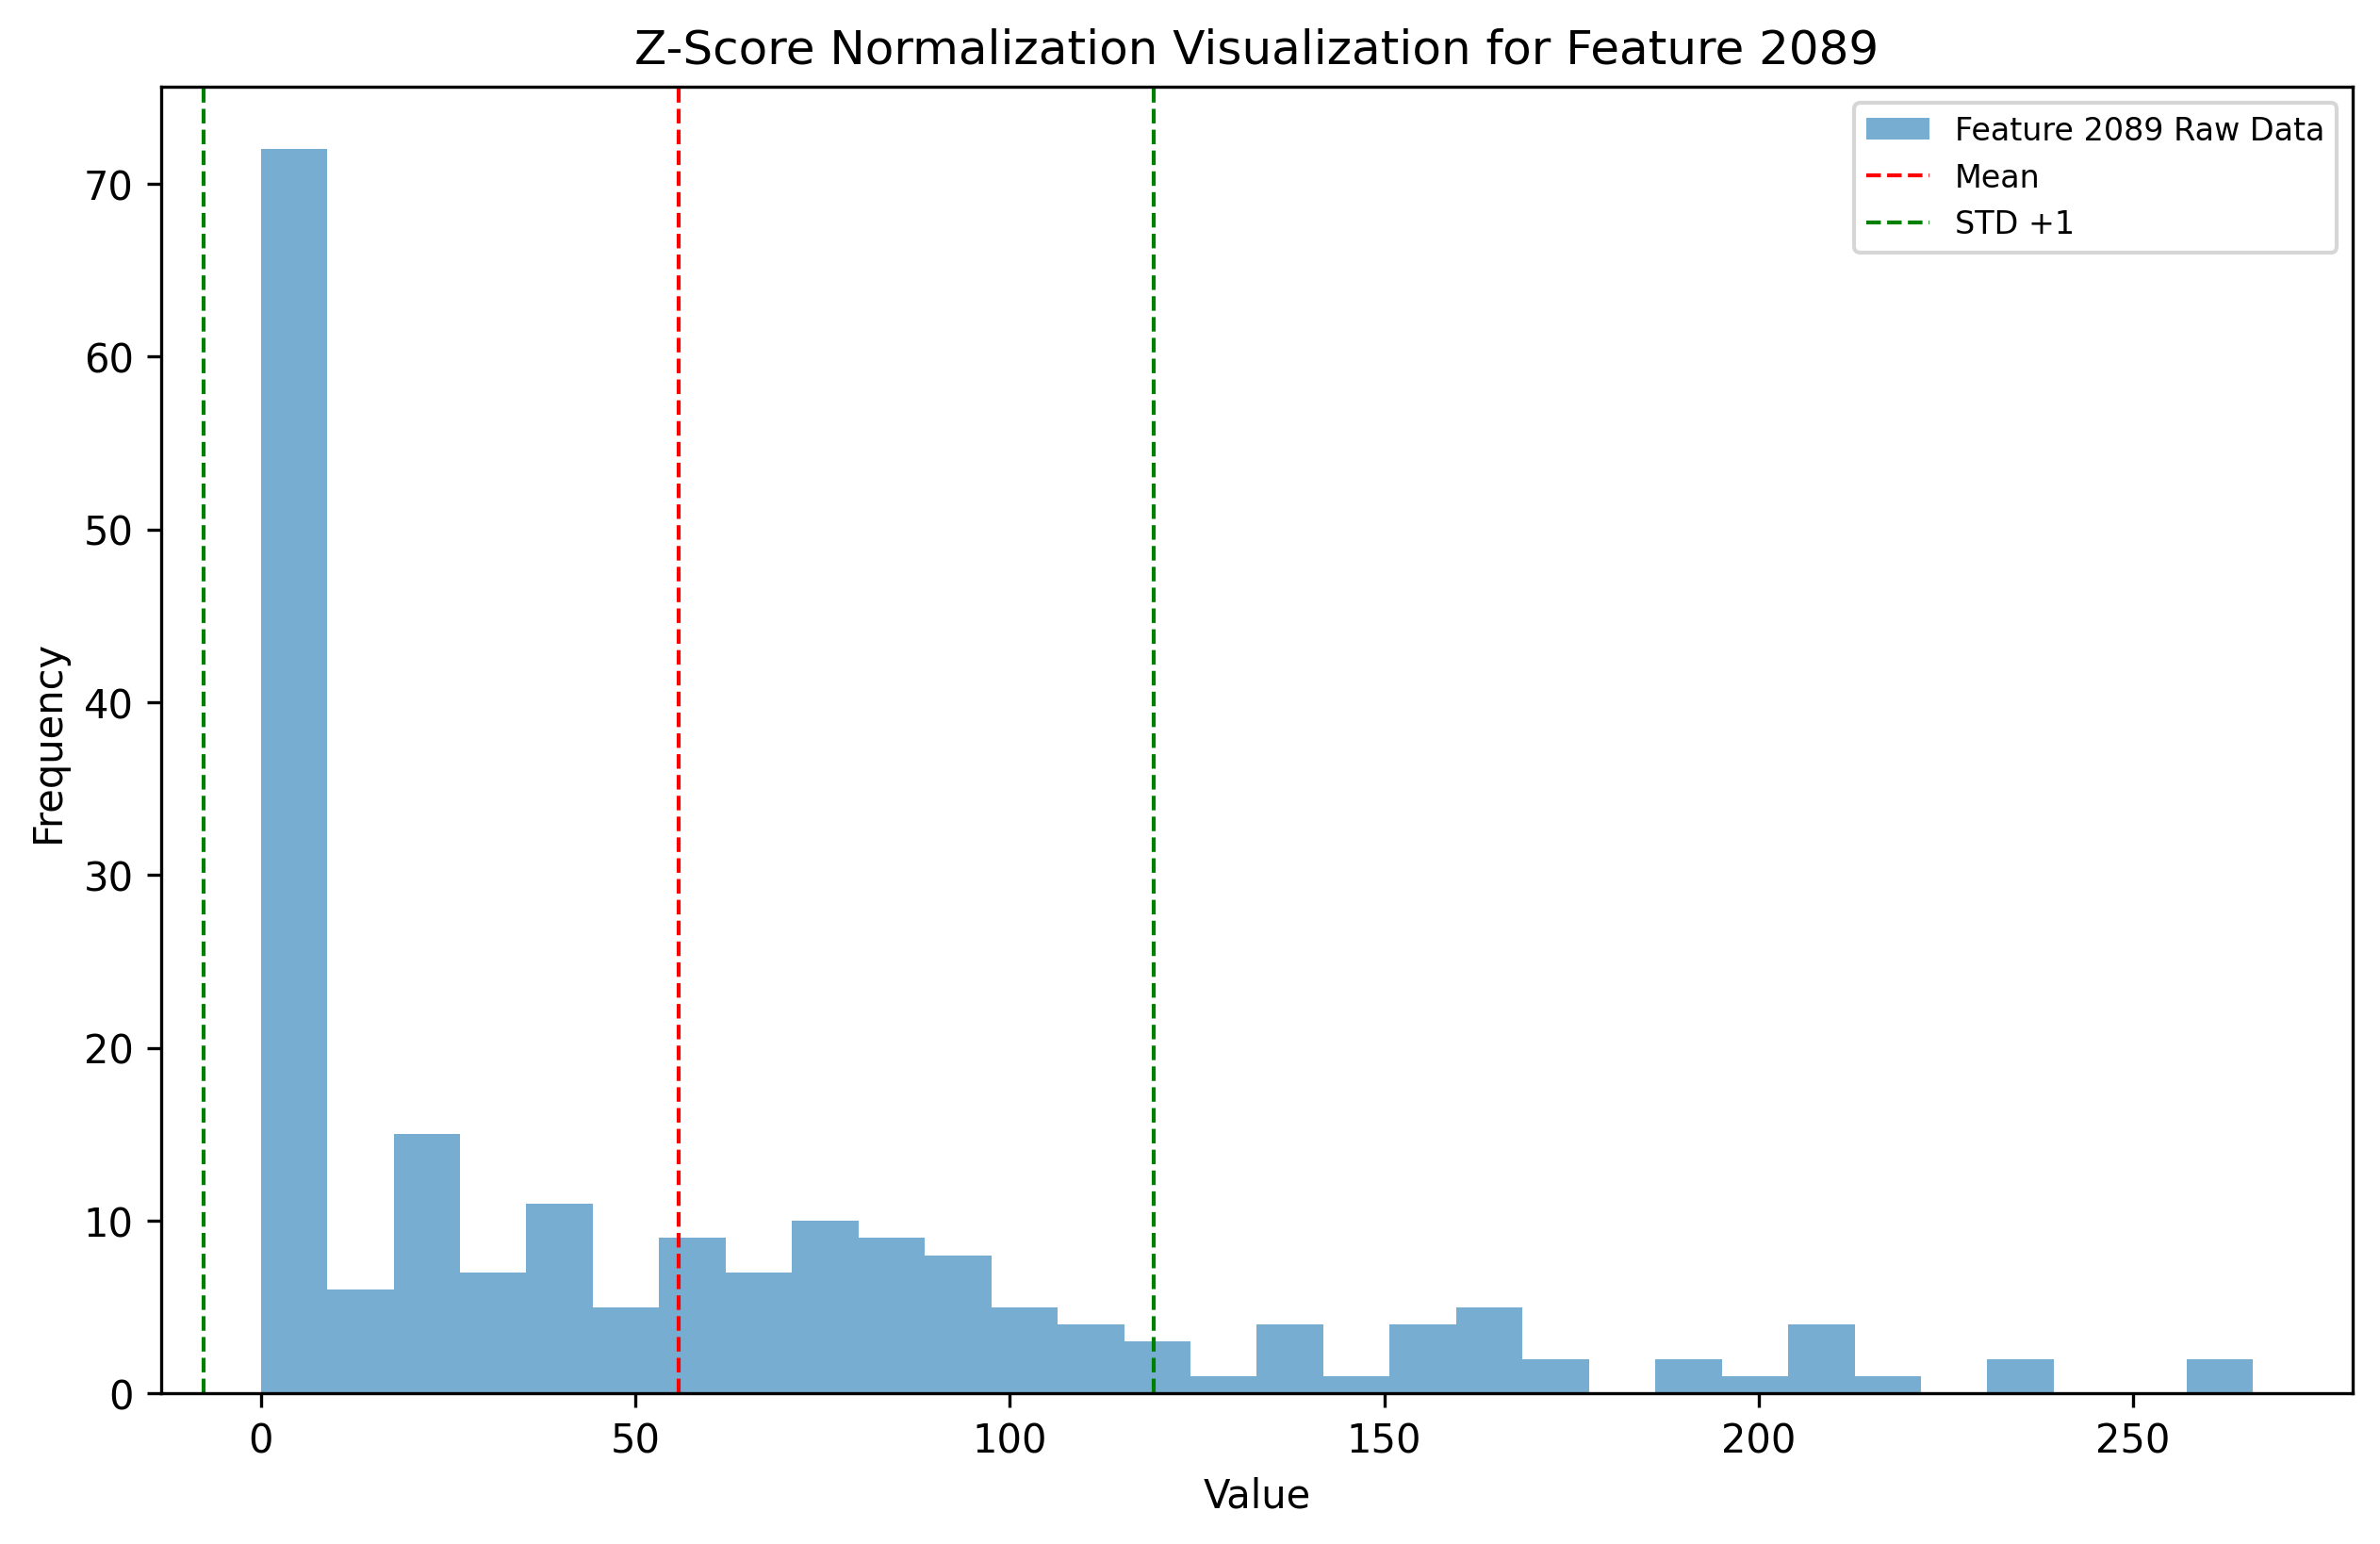 Z-Score Normalization Visualization for Feature 2089
Feature 2089 Raw Data
Mean
STD +1
70
60
50
40
30
20
10
0
Frequency
0 50 100 150 200 250
Value